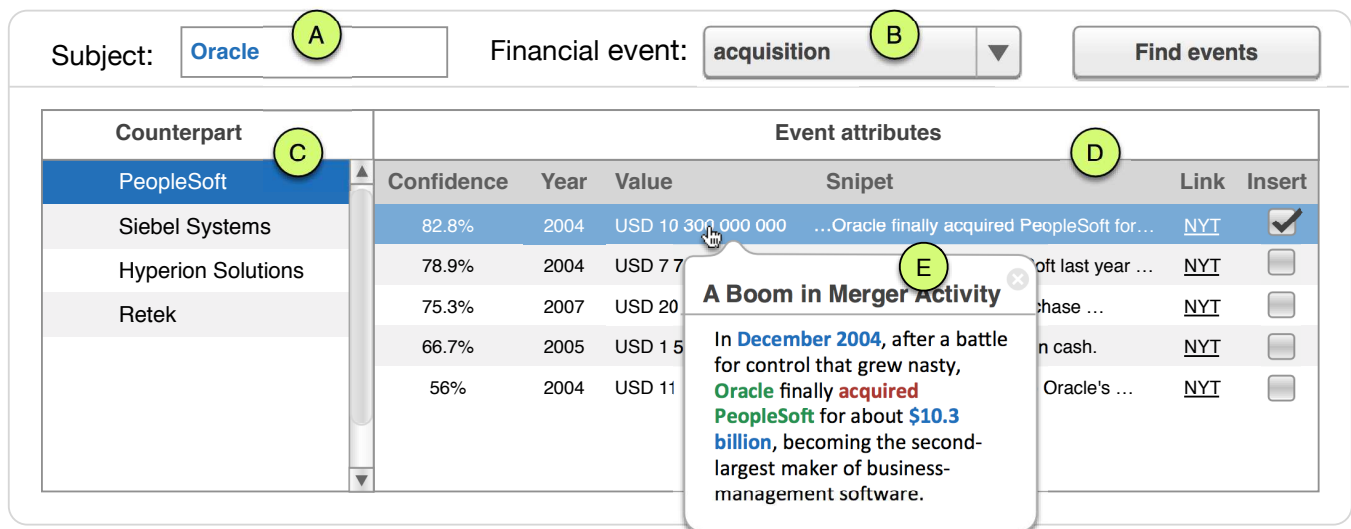 Subject: Oracle A Financial event: acquisition B Find events
Counterpart C Event attributes D
PeopleSoft Confidence Year Value Snipet Link Insert
Siebel Systems 82.8% 2004 USD 10 300 000 000 …Oracle finally acquired PeopleSoft for… NYT
Hyperion Solutions 78.9% 2004 USD 7 7 last year … NYT
Retek 75.3% 2007 USD 20 … NYT
66.7% 2005 USD 1 5 cash. NYT
56% 2004 USD 11 Oracle's … NYT
E
A Boom in Merger Activity
In December 2004, after a battle
for control that grew nasty,
Oracle finally acquired
PeopleSoft for about $10.3
billion, becoming the second-
largest maker of business-
management software.